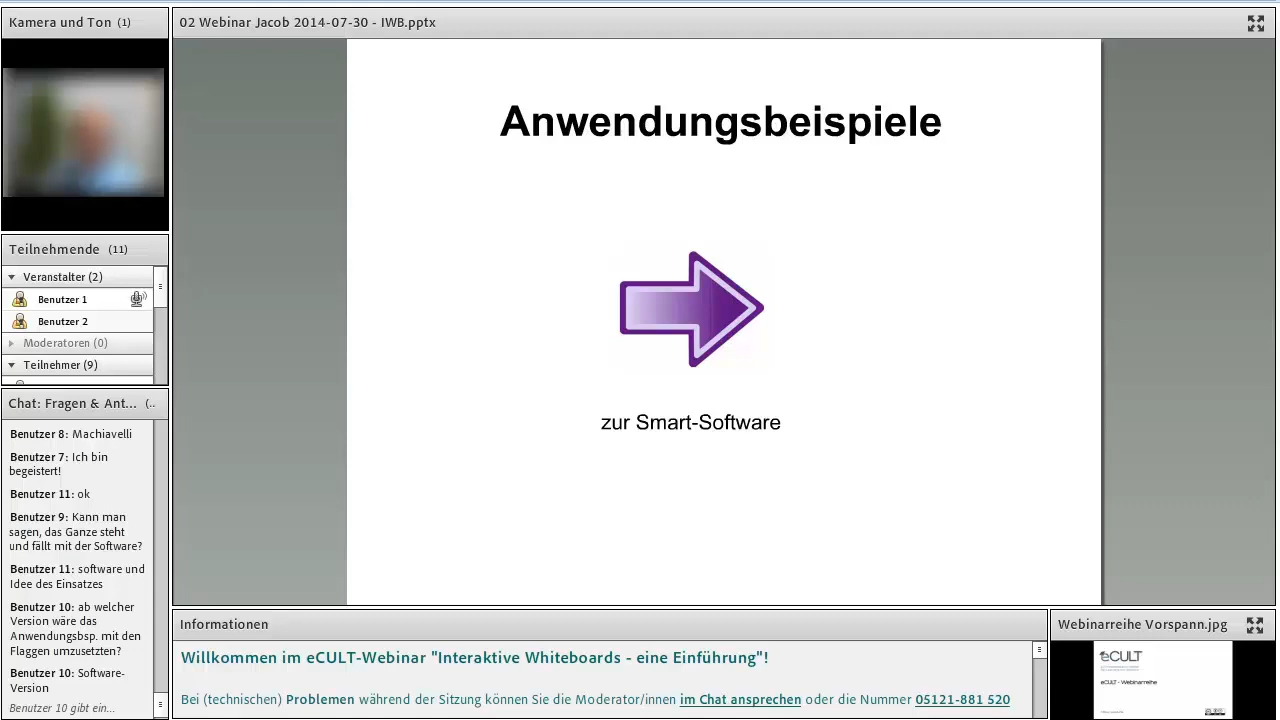 Kamera und Ton (1)
02 Webinar Jacob 2014-07-30 - IWB.pptx
Anwendungsbeispiele
zur Smart-Software
Teilnehmende (11)
Veranstalter (2)
Benutzer 1
Benutzer 2
Moderatoren (0)
Teilnehmer (9)
Chat: Fragen & Ant... (..
Benutzer 8: Machiavelli
Benutzer 7: Ich bin
begeistert!
Benutzer 11: ok
Benutzer 9: Kann man
sagen, das Ganze steht
und fällt mit der Software?
Benutzer 11: software und
Idee des Einsatzes
Benutzer 10: ab welcher
Version wäre das
Anwendungsbsp. mit den
Flaggen umzusetzten?
Benutzer 10: Software-
Version
Benutzer 10 gibt ein...
Informationen
Willkommen im eCULT-Webinar "Interaktive Whiteboards - eine Einführung"!
Bei (technischen) Problemen während der Sitzung können Sie die Moderator/innen im Chat ansprechen oder die Nummer 05121-881 520
Webinarreihe Vorspann.jpg
eCULT
eCULT - Webinarreihe